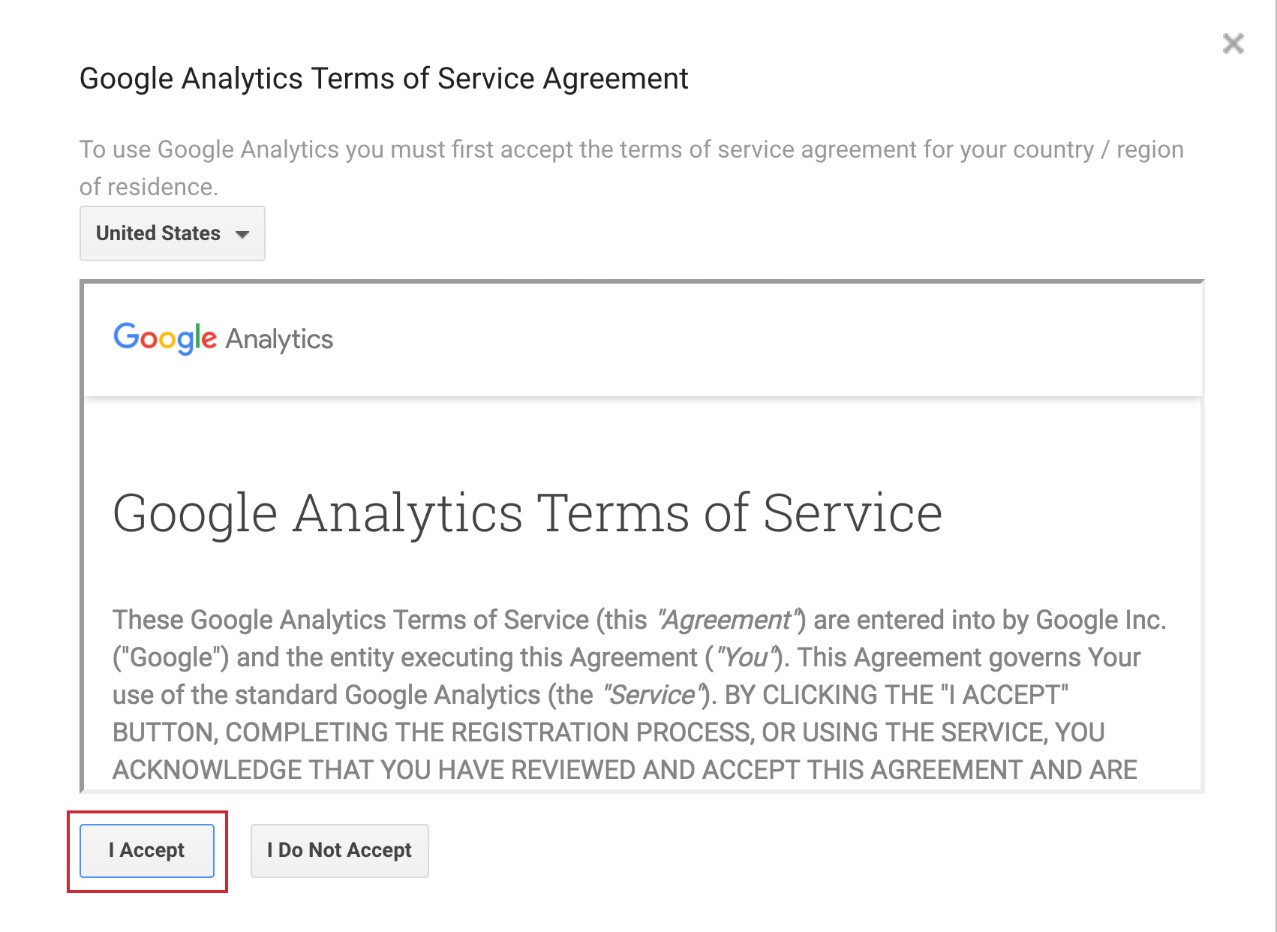 Google Analytics Terms of Service Agreement
To use Google Analytics you must first accept the terms of service agreement for your country / region
of residence.
United States
Google Analytics
Google Analytics Terms of Service
These Google Analytics Terms of Service (this "Agreement") are entered into by Google Inc.
("Google") and the entity executing this Agreement ("You"). This Agreement governs Your
use of the standard Google Analytics (the "Service"). BY CLICKING THE "I ACCEPT"
BUTTON, COMPLETING THE REGISTRATION PROCESS, OR USING THE SERVICE, YOU
ACKNOWLEDGE THAT YOU HAVE REVIEWED AND ACCEPT THIS AGREEMENT AND ARE
I Accept
I Do Not Accept